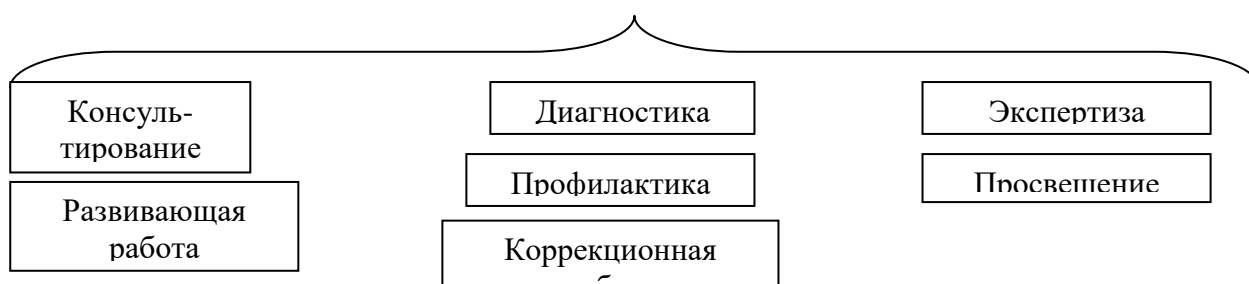 Консуль-
тирование
Диагностика
Экспертиза
Профилактика
Просвещение
Развивающая
работа
Коррекционная